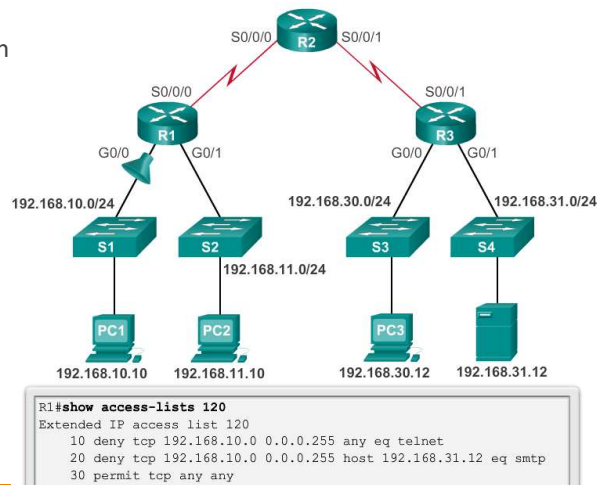 m
S0/0/0 R2 S0/0/1
S0/0/0 S0/0/1
R1 R3
G0/0 G0/1 G0/0 G0/1
192.168.10.0/24 192.168.30.0/24 192.168.31.0/24
S1 S2 S3 S4
192.168.11.0/24
PC1 PC2 PC3
192.168.10.10 192.168.11.10 192.168.30.12 192.168.31.12
R1#show access-lists 120
Extended IP access list 120
10 deny tcp 192.168.10.0 0.0.0.255 any eq telnet
20 deny tcp 192.168.10.0 0.0.0.255 host 192.168.31.12 eq smtp
30 permit tcp any any